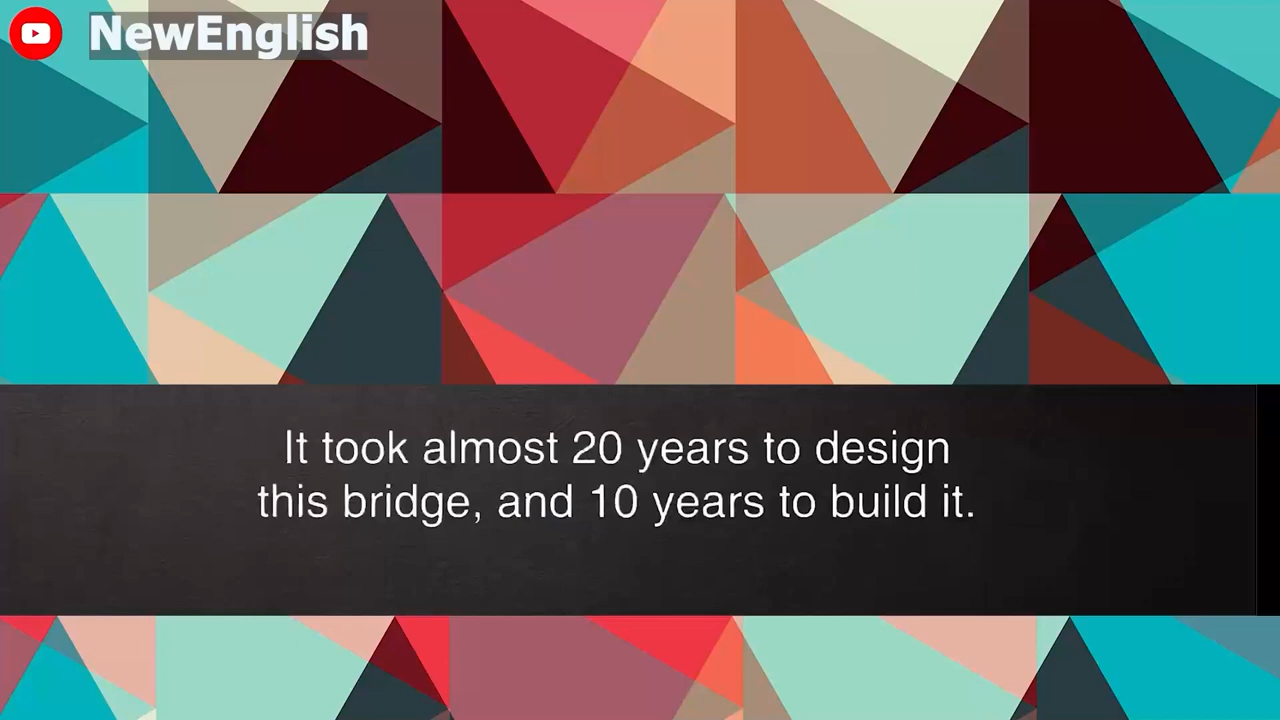 NewEnglish
It took almost 20 years to design
this bridge, and 10 years to build it.